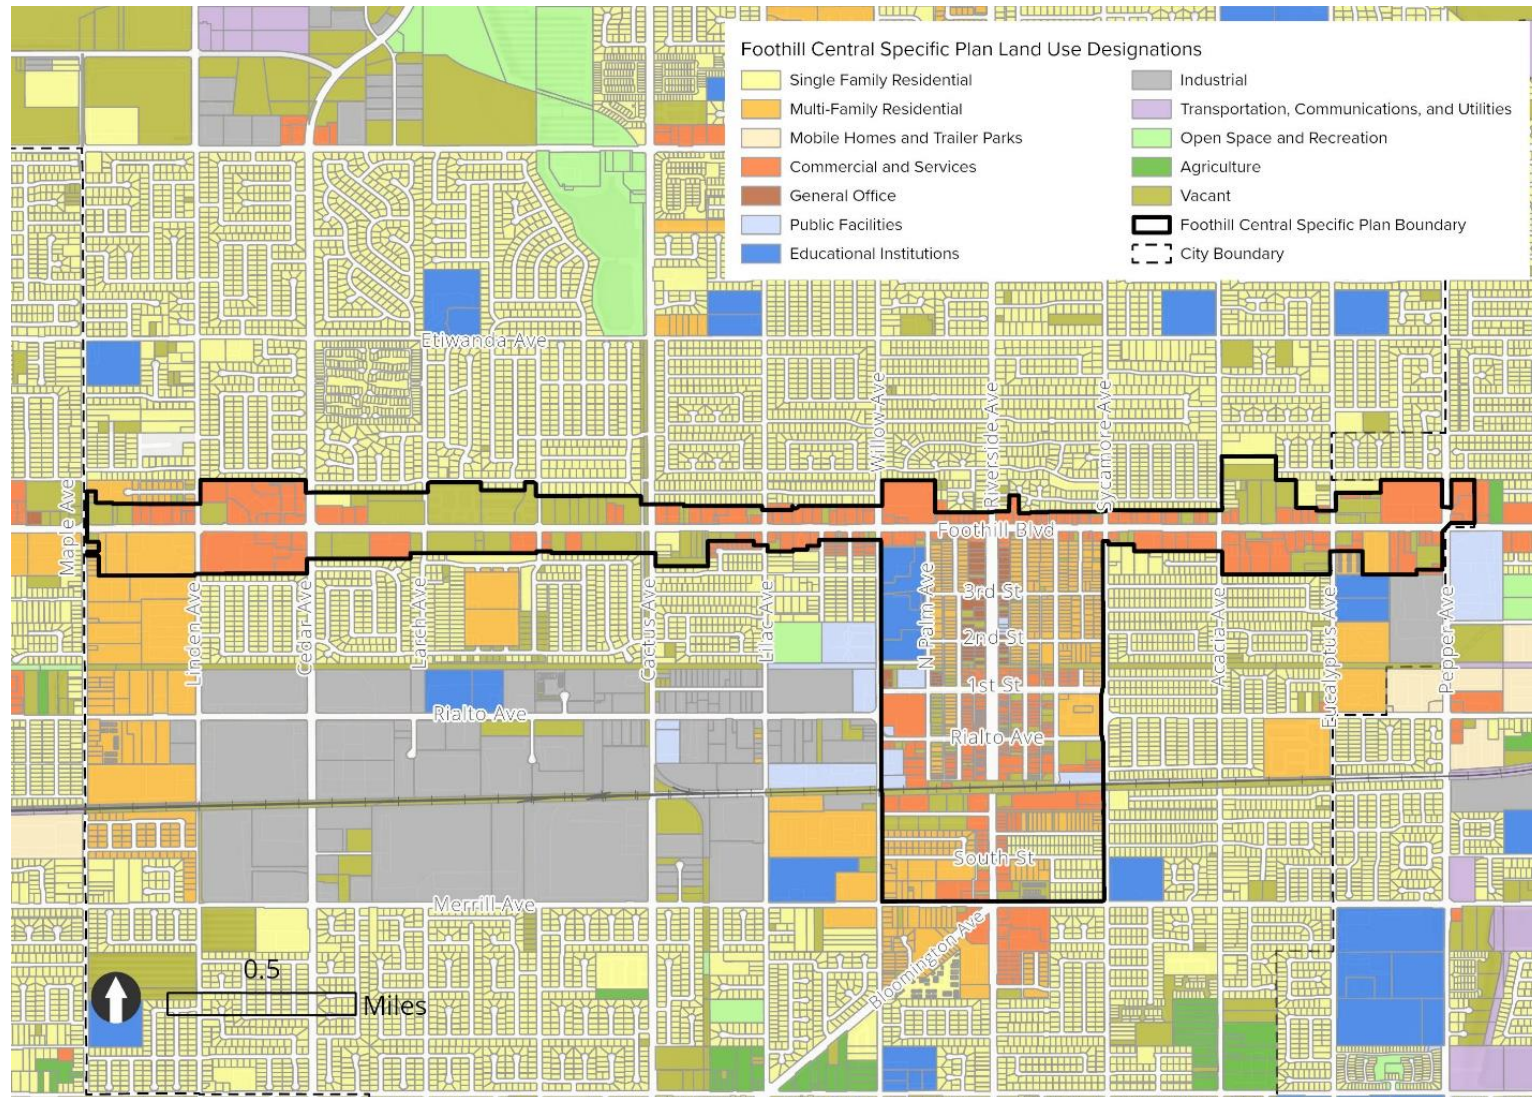 Foothill Central Specific Plan Land Use Designations
Single Family Residential
Multi-Family Residential
Mobile Homes and Trailer Parks
Commercial and Services
General Office
Public Facilities
Educational Institutions
Industrial
Transportation, Communications, and Utilities
Open Space and Recreation
Agriculture
Vacant
Foothill Central Specific Plan Boundary
City Boundary
Etiwanda Ave
Willow Ave
Riverside Ave
Sycamore Ave
Maple Ave
Foothill Blvd
Linden Ave
Cedar Ave
Larch Ave
Cactus Ave
Lilac Ave
N Palm Ave
3rd St
2nd St
1st St
Acacia Ave
Eucalyptus Ave
Pepper Ave
Rialto Ave
Rialto Ave
South St
Merrill Ave
Bloomington Ave
0.5
Miles